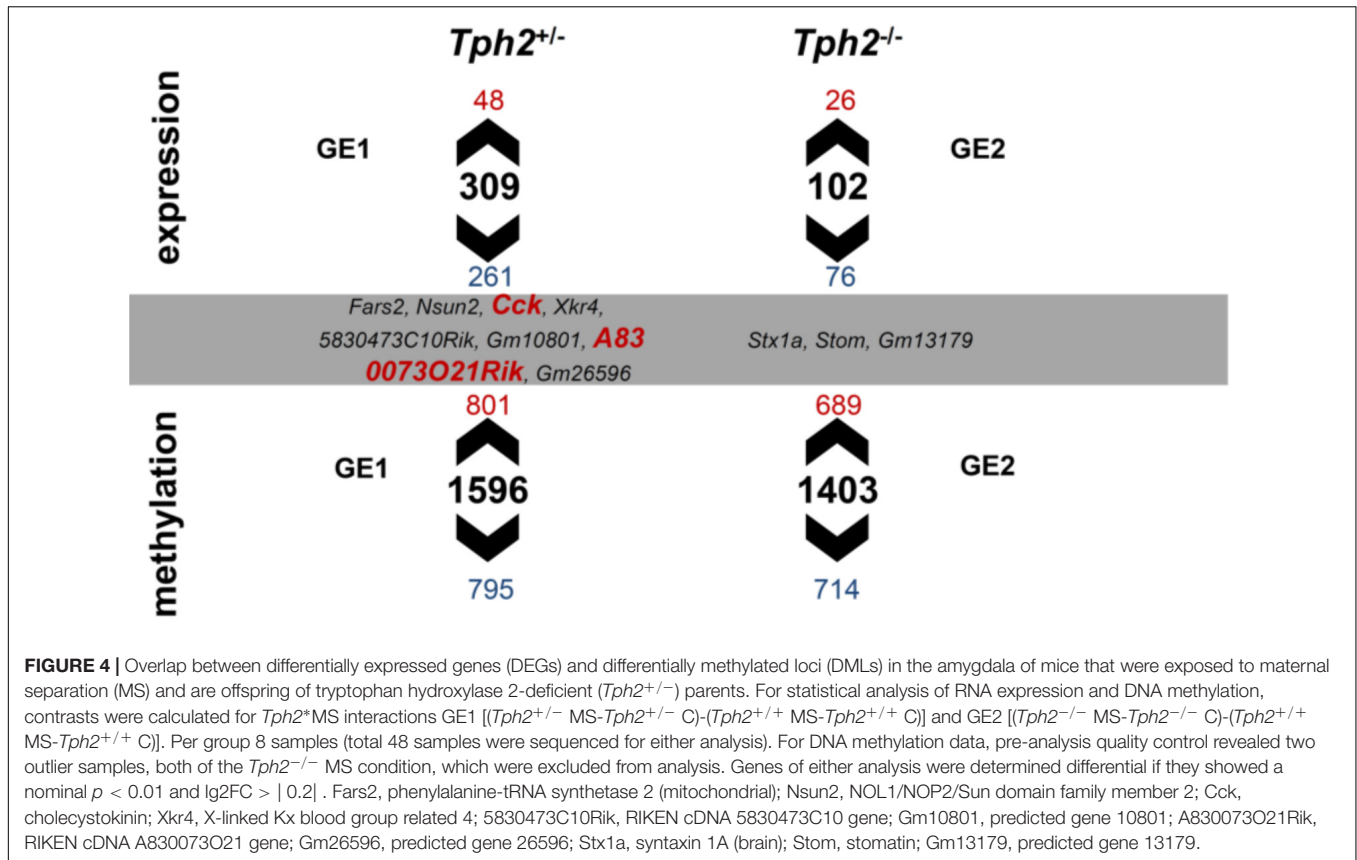 Tph2+/- Tph2-/-
expression
48 26
GE1 GE2
309 102
261 76
Fars2, Nsun2, Cck, Xkr4,
5830473C10Rik, Gm10801, A83 Stx1a, Stom, Gm13179
0073O21Rik, Gm26596
methylation
801 689
GE1 GE2
1596 1403
795 714
FIGURE 4 | Overlap between differentially expressed genes (DEGs) and differentially methylated loci (DMLs) in the amygdala of mice that were exposed to maternal
separation (MS) and are offspring of tryptophan hydroxylase 2-deficient (Tph2+/−) parents. For statistical analysis of RNA expression and DNA methylation,
contrasts were calculated for Tph2*MS interactions GE1 [(Tph2+/− MS-Tph2+/− C)-(Tph2+/+ MS-Tph2+/+ C)] and GE2 [(Tph2−/− MS-Tph2−/− C)-(Tph2+/+
MS-Tph2+/+ C)]. Per group 8 samples (total 48 samples were sequenced for either analysis). For DNA methylation data, pre-analysis quality control revealed two
outlier samples, both of the Tph2−/− MS condition, which were excluded from analysis. Genes of either analysis were determined differential if they showed a
nominal p < 0.01 and lg2FC > | 0.2| . Fars2, phenylalanine-tRNA synthetase 2 (mitochondrial); Nsun2, NOL1/NOP2/Sun domain family member 2; Cck,
cholecystokinin; Xkr4, X-linked Kx blood group related 4; 5830473C10Rik, RIKEN cDNA 5830473C10 gene; Gm10801, predicted gene 10801; A830073O21Rik,
RIKEN cDNA A830073O21 gene; Gm26596, predicted gene 26596; Stx1a, syntaxin 1A (brain); Stom, stomatin; Gm13179, predicted gene 13179.